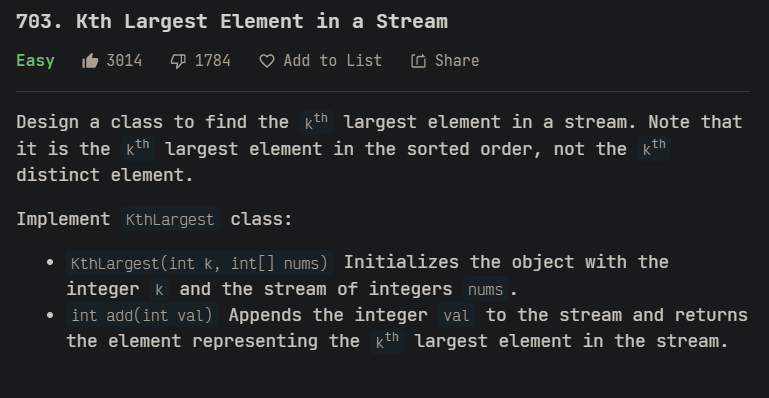 703. Kth Largest Element in a Stream
Easy 3014 1784 Add to List Share
Design a class to find the kth largest element in a stream. Note that
it is the kth largest element in the sorted order, not the kth
distinct element.
Implement KthLargest class:
• KthLargest(int k, int[] nums) Initializes the object with the
integer k and the stream of integers nums.
• int add(int val) Appends the integer val to the stream and returns
the element representing the kth largest element in the stream.